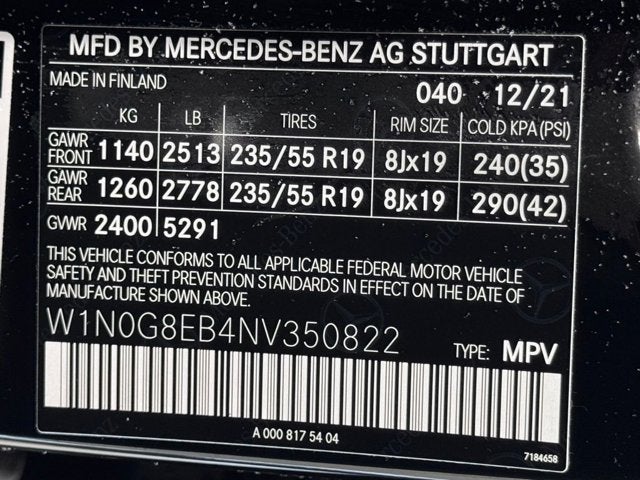 MFD BY MERCEDES-BENZ AG STUTTGART
MADE IN FINLAND 040 12/21
KG LB TIRES RIM SIZE COLD KPA (PSI)
GAWR FRONT 1140 2513 235/55 R19 8Jx19 240(35)
GAWR REAR 1260 2778 235/55 R19 8Jx19 290(42)
GVWR 2400 5291
THIS VEHICLE CONFORMS TO ALL APPLICABLE FEDERAL MOTOR VEHICLE
SAFETY AND THEFT PREVENTION STANDARDS IN EFFECT ON THE DATE OF
MANUFACTURE SHOWN ABOVE.
W1N0G8EB4NV350822 TYPE: MPV
A 000 817 54 04
7184658